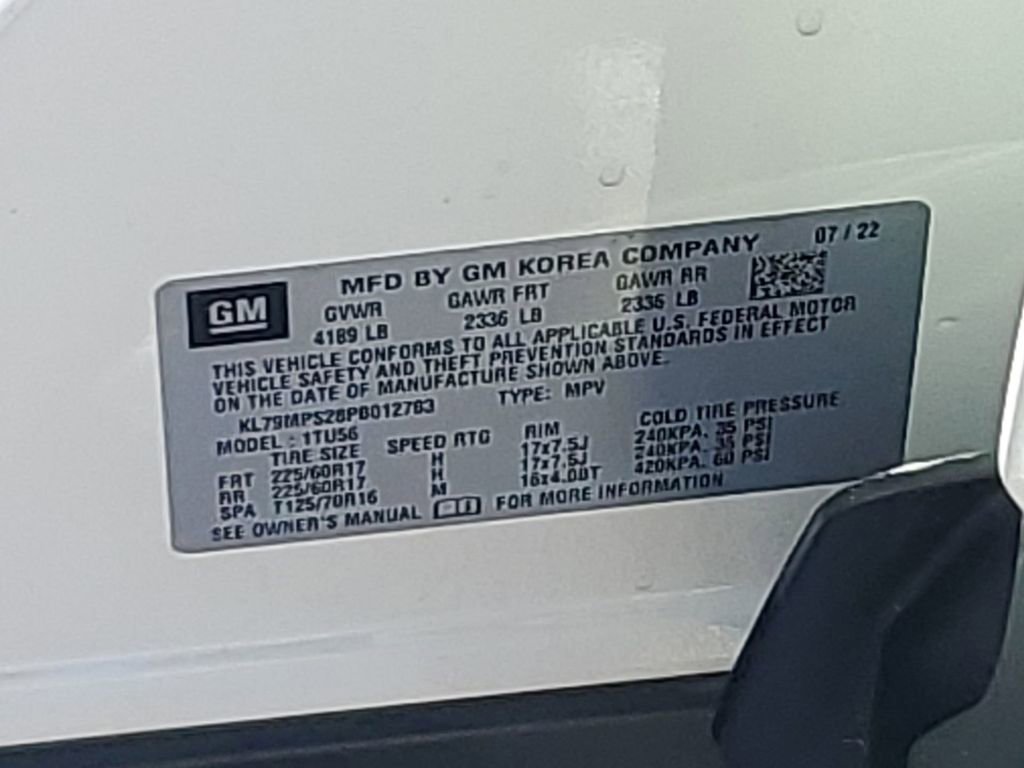 GM
MFD BY GM KOREA COMPANY 07 / 22
GVWR GAWR FRT GAWR RR
4189 LB 2336 LB 2336 LB
THIS VEHICLE CONFORMS TO ALL APPLICABLE U.S. FEDERAL MOTOR
VEHICLE SAFETY AND THEFT PREVENTION STANDARDS IN EFFECT
ON THE DATE OF MANUFACTURE SHOWN ABOVE.
TYPE: MPV
MODEL : 1TU56
TIRE SIZE SPEED RTG RIM COLD TIRE PRESSURE
FRT 225/60R17 H 17x7.5J 240KPA. 35 PSI
RR 225/60R17 H 17x7.5J 240KPA. 35 PSI
SPA T125/70R16 M 16x4.00T 420KPA. 60 PSI
SEE OWNER'S MANUAL FOR MORE INFORMATION